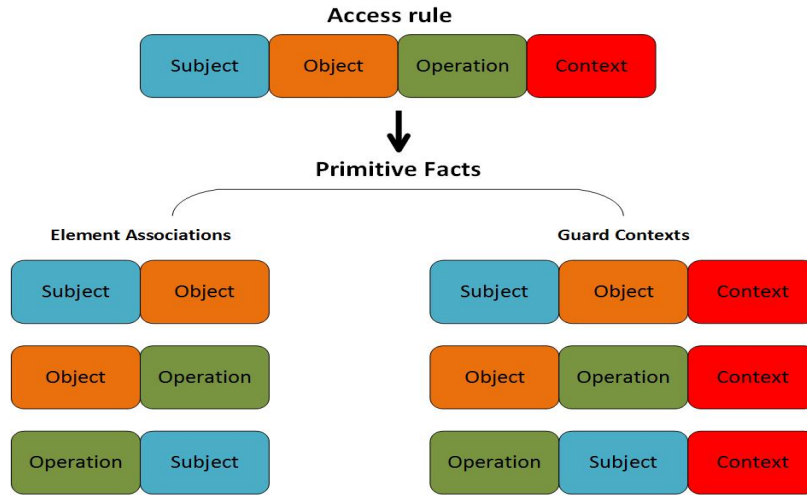 Access rule
Subject Object Operation Context
Primitive Facts
Element Associations
Guard Contexts
Subject Object
Subject Object Context
Object Operation
Object Operation Context
Operation Subject
Operation Subject Context